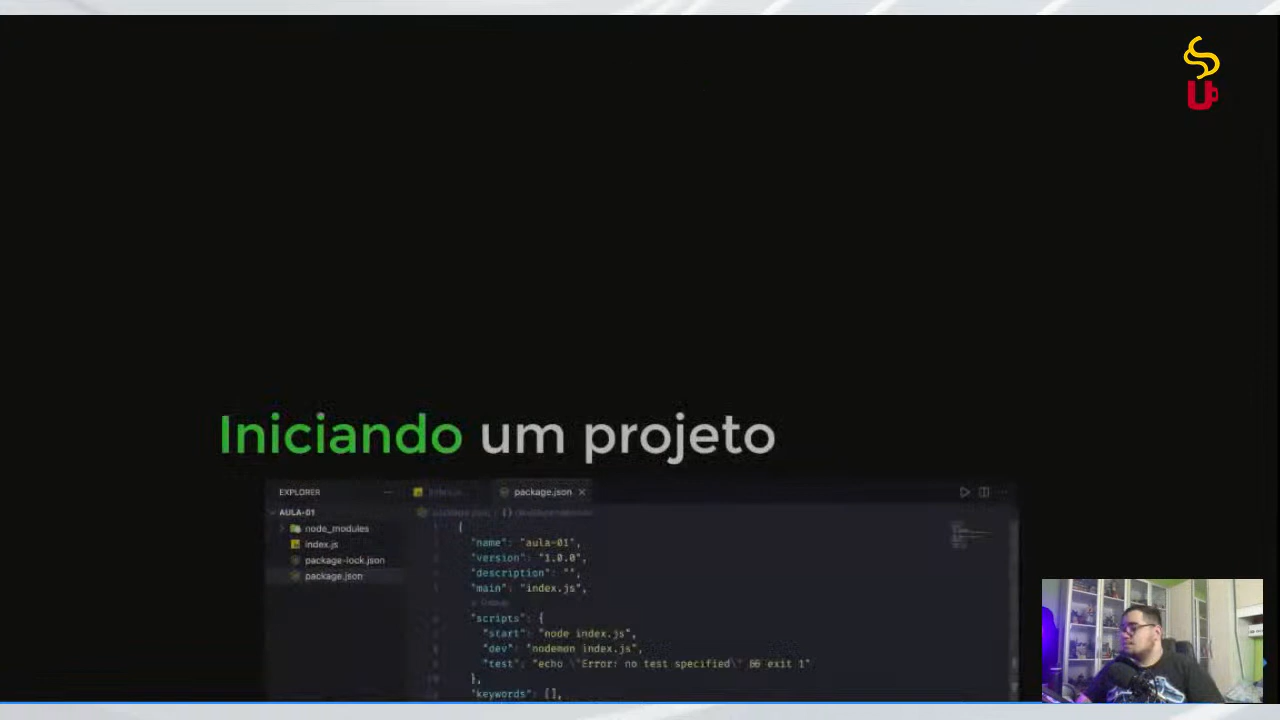 Iniciando um projeto
EXPLORER
package.json
AULA-01
node_modules
index.js
package-lock.json
package.json
{
"name": "aula-01",
"version": "1.0.0",
"description": "",
"main": "index.js",
"scripts": {
"start": "node index.js",
"dev": "nodemon index.js",
"test": "echo \"Error: no test specified\" && exit 1"
},
"keywords": [],